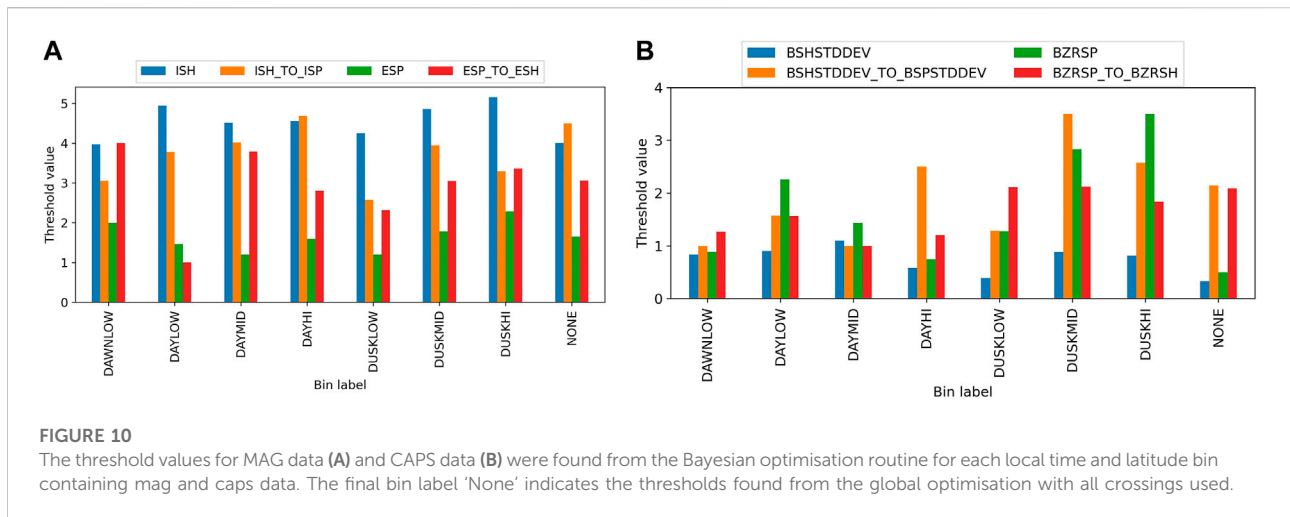 A
ISH ISH_TO_ISP ESP ESP_TO_ESH
Threshold value
5
4
3
2
1
0
DAWNLOW
DAYLOW
DAYMID
DAYHI
DUSKLOW
DUSKMID
DUSKHI
NONE
Bin label
B
BSHSTDDEV BZRSP
BSHSTDDEV_TO_BSPSTDDEV BZRSP_TO_BZRSH
Threshold value
4
3
2
1
0
DAWNLOW
DAYLOW
DAYMID
DAYHI
DUSKLOW
DUSKMID
DUSKHI
NONE
Bin label
FIGURE 10
The threshold values for MAG data (A) and CAPS data (B) were found from the Bayesian optimisation routine for each local time and latitude bin
containing mag and caps data. The final bin label ‘None’ indicates the thresholds found from the global optimisation with all crossings used.